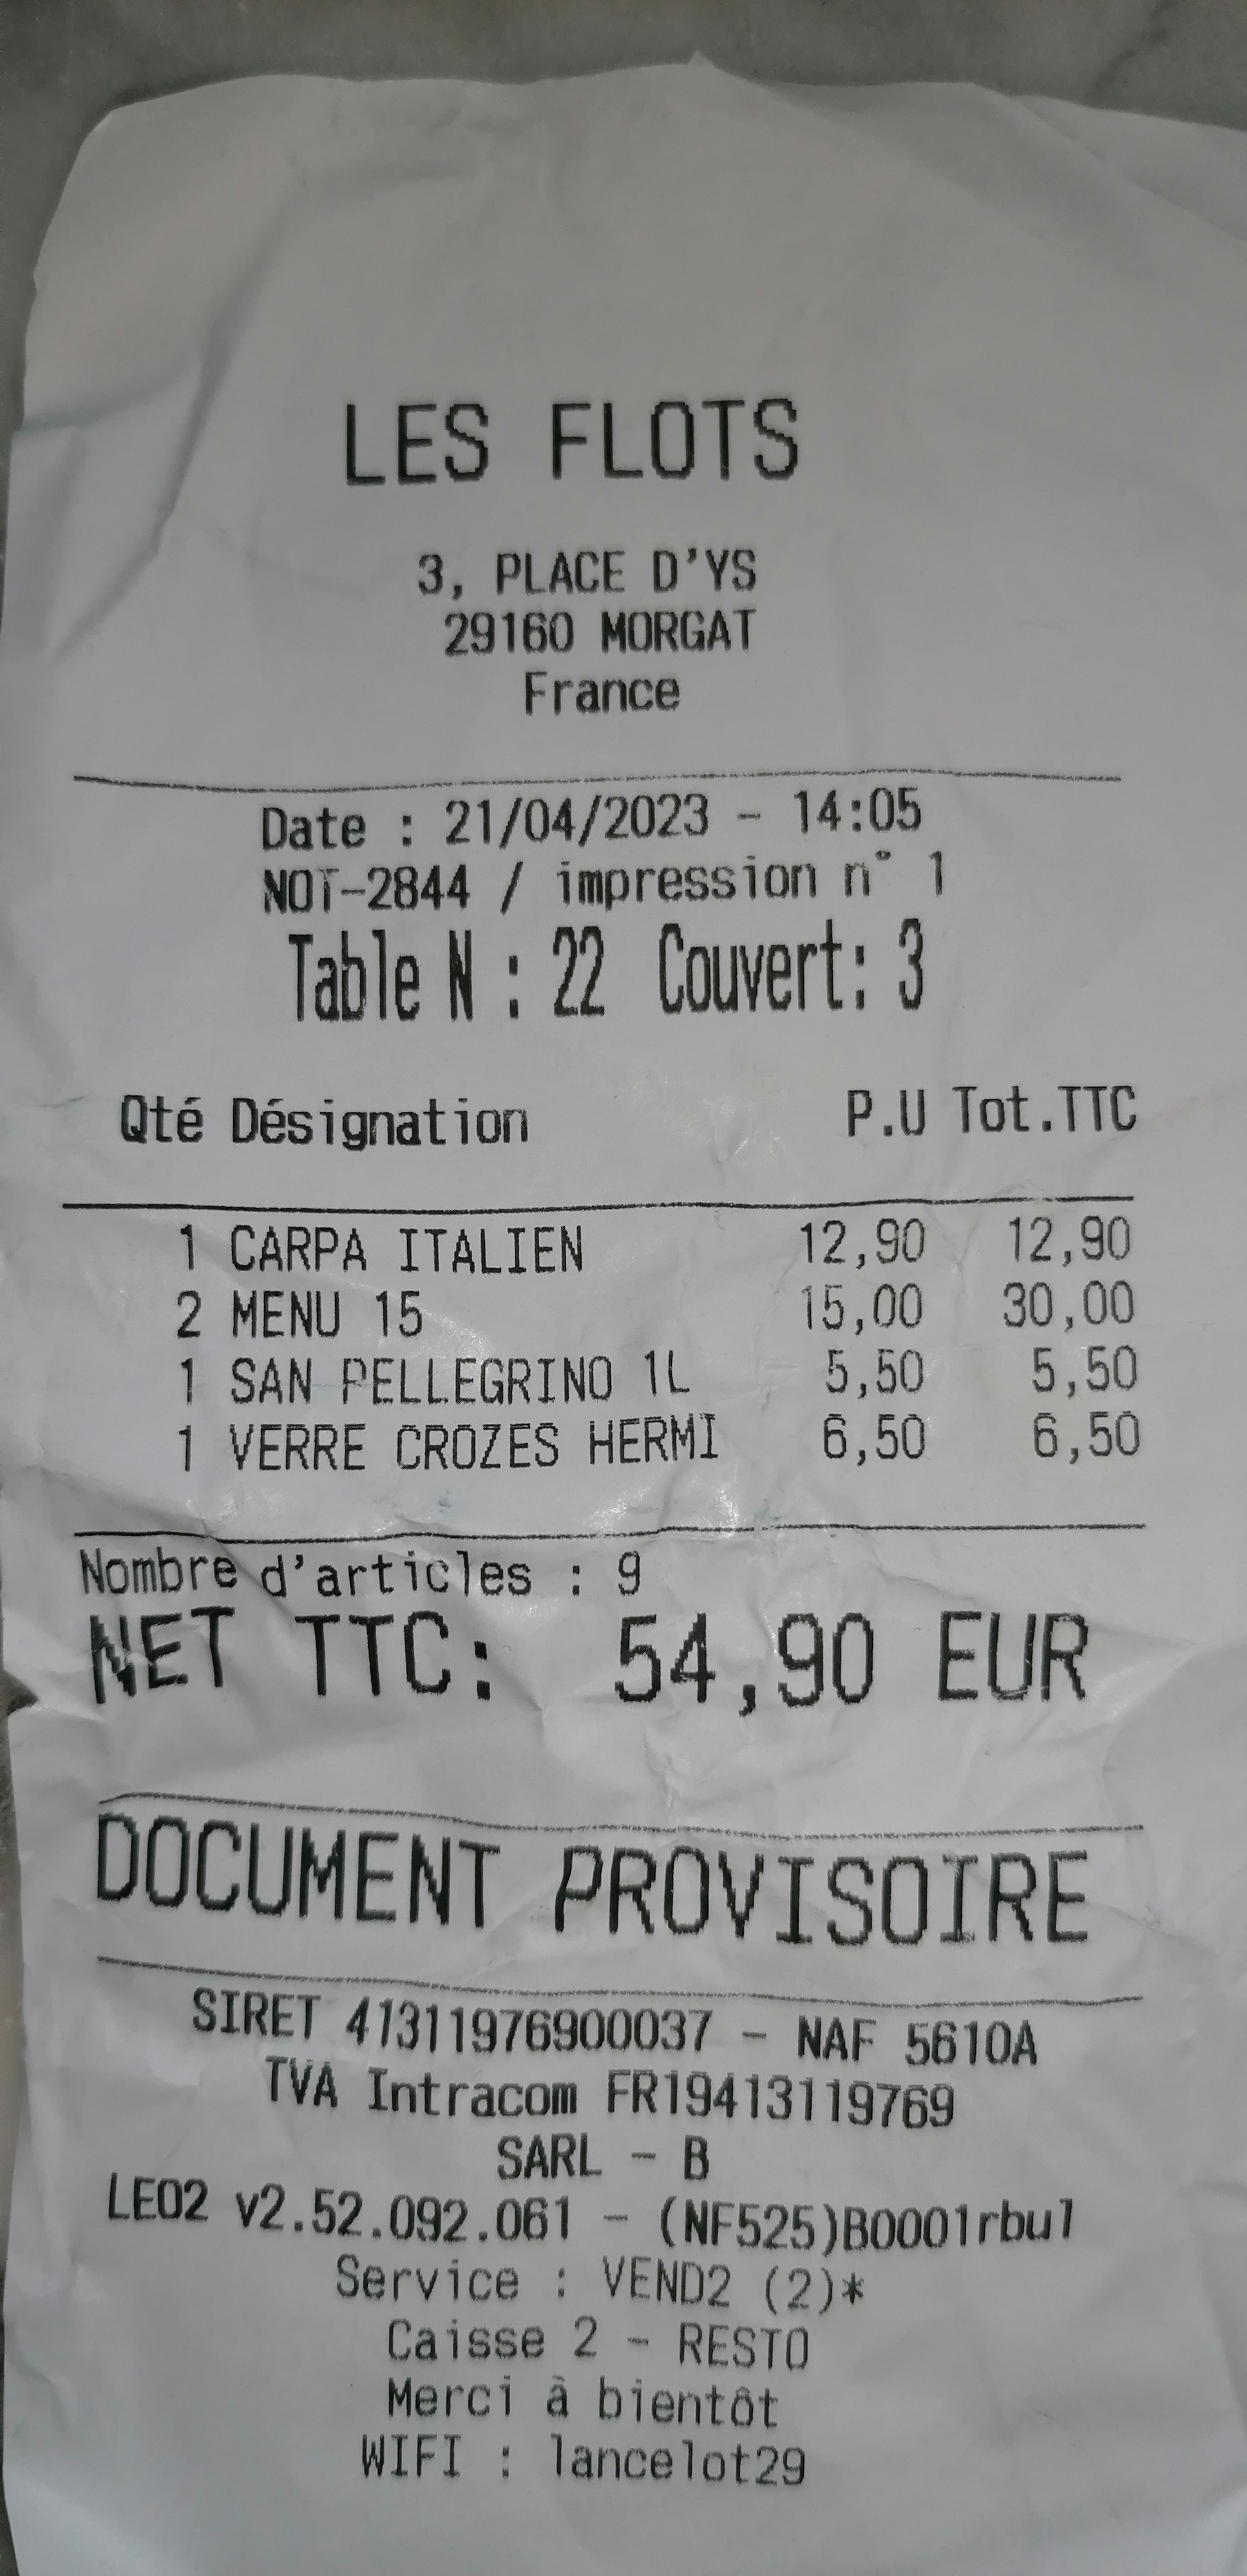 LES FLOTS
3, PLACE D'YS
29160 MORGAT
France
Date : 21/04/2023 - 14:05
NOT-2844 / impression n° 1
Table N : 22 Couvert: 3
Qté Désignation P.U Tot.TTC
1 CARPA ITALIEN 12,90 12,90
2 MENU 15 15,00 30,00
1 SAN PELLEGRINO 1L 5,50 5,50
1 VERRE CROZES HERMI 6,50 6,50
Nombre d'articles : 9
NET TTC: 54,90 EUR
DOCUMENT PROVISOIRE
SIRET 41311976900037 - NAF 5610A
TVA Intracom FR19413119769
SARL - B
LEO2 v2.52.092.061 - (NF525)B0001rbul
Service : VEND2 (2)*
Caisse 2 - RESTO
Merci à bientôt
WIFI : lancelot29